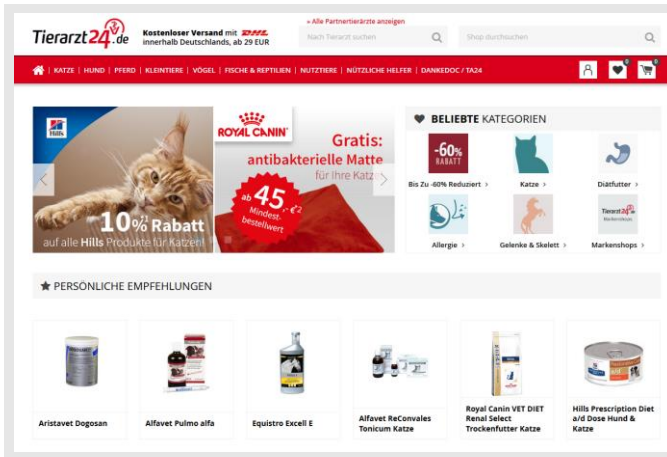 » Alle Partnertierärzte anzeigen
Tierarzt24.de
Kostenloser Versand mit DHL
innerhalb Deutschlands, ab 29 EUR
Nach Tierarzt suchen
Shop durchsuchen
KATZE | HUND | PFERD | KLEINTIERE | VÖGEL | FISCHE & REPTILIEN | NUTZTIERE | NÜTZLICHE HELFER | DANKEDOC / TA24
0
0
Hill's
10% Rabatt
auf alle Hills Produkte für Katzen!
ROYAL CANIN
Gratis:
antibakterielle Matte
für Ihre Katze
ab 45,- €²
Mindest-
bestellwert
BELIEBTE KATEGORIEN
-60%
RABATT
Tierarzt24.de
Markenshops
Bis Zu -60% Reduziert >
Katze >
Diätfutter >
Allergie >
Gelenke & Skelett >
Markenshops >
PERSÖNLICHE EMPFEHLUNGEN
Aristavet Dogosan
Alfavet Pulmo alfa
Equistro Excell E
Alfavet ReConvales
Tonicum Katze
Royal Canin VET DIET
Renal Select
Trockenfutter Katze
Hills Prescription Diet
a/d Dose Hund &
Katze